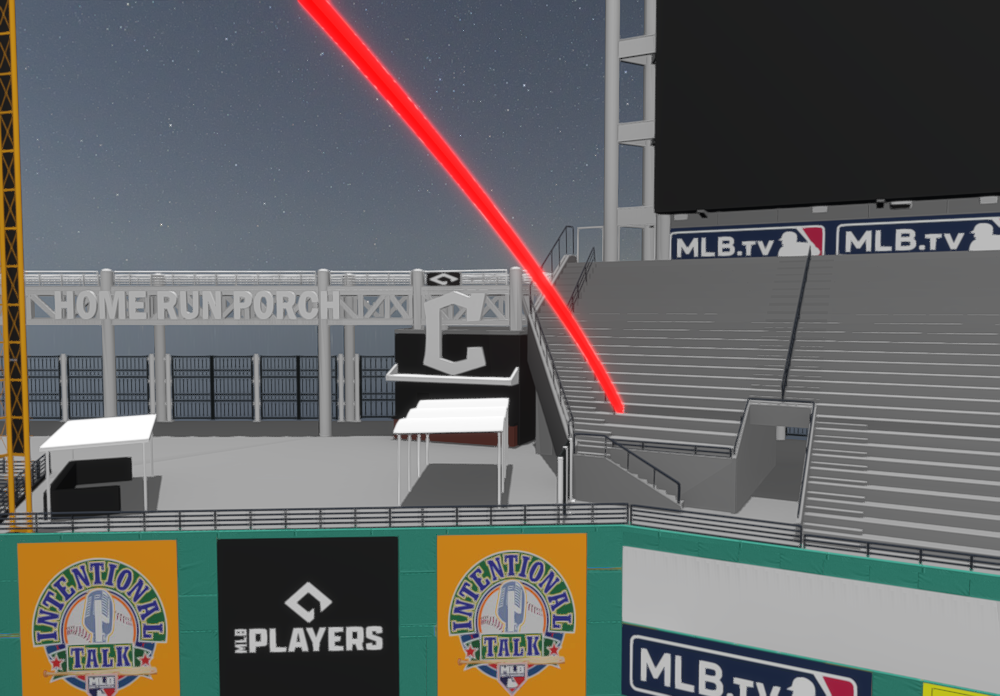 MLB.TV MLB.TV
HOME RUN PORCH
C
INTENTIONAL
TALK
MLB
MLB
PLAYERS
INTENTIONAL
TALK
MLB
MLB.TV